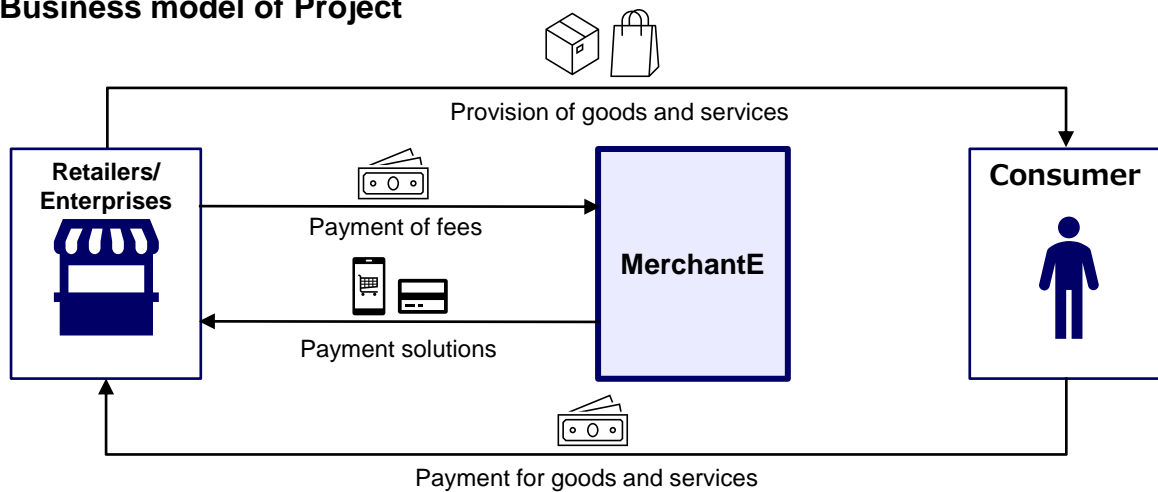 Business model of Project
Provision of goods and services
Retailers/
Enterprises
Payment of fees
Payment solutions
MerchantE
Consumer
Payment for goods and services